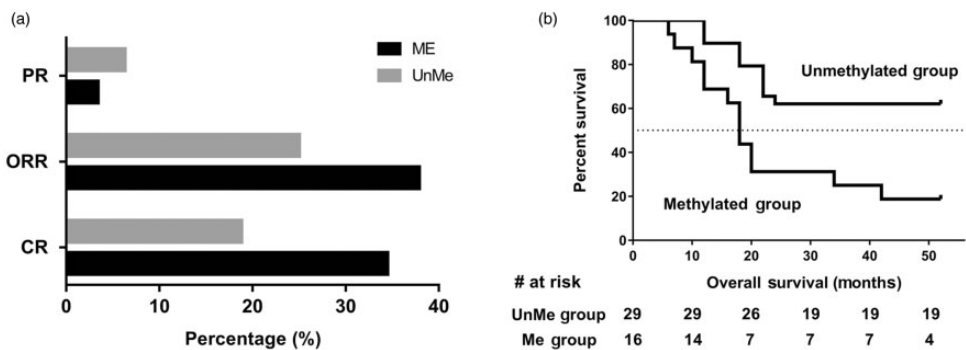 (a)
ME
UnMe
PR
ORR
CR
0 10 20 30 40
Percentage (%)
(b)
Percent survival
100
80
60
40
20
0
Unmethylated group
Methylated group
0 10 20 30 40 50
Overall survival (months)
# at risk
UnMe group 29 29 26 19 19 19
Me group 16 14 7 7 7 4